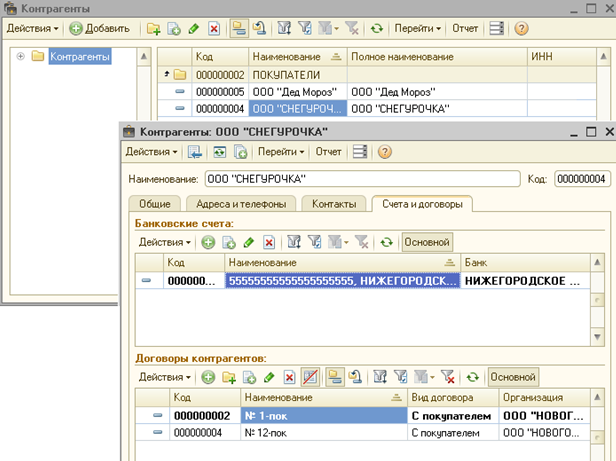 Контрагенты
Действия Добавить Перейти Отчет
Контрагенты
Код Наименование Полное наименование ИНН
000000002 ПОКУПАТЕЛИ
000000005 ООО "Дед Мороз" ООО "Дед Мороз"
000000004 ООО "СНЕГУРОЧ... ООО "СНЕГУРОЧКА"
Контрагенты: ООО "СНЕГУРОЧКА"
Действия Перейти Отчет
Наименование: ООО "СНЕГУРОЧКА" Код: 000000004
Общие Адреса и телефоны Контакты Счета и договоры
Банковские счета:
Действия Основной
Код Наименование Банк
000000... 55555555555555555555, НИЖЕГОРОДСК... НИЖЕГОРОДСКОЕ ...
Договоры контрагентов:
Действия Основной
Код Наименование Вид договора Организация
000000002 № 1-пок С покупателем ООО "НОВОГ...
000000004 № 12-пок С покупателем ООО "НОВОГ...